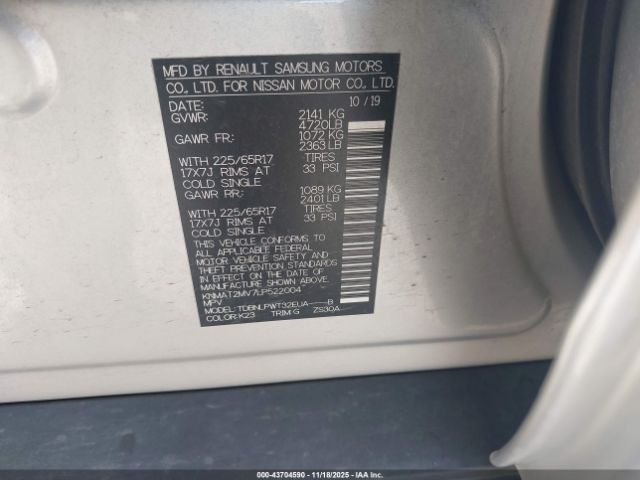 MFD BY RENAULT SAMSUNG MOTORS
CO., LTD. FOR NISSAN MOTOR CO., LTD.
DATE: 10 / 19
GVWR: 2141 KG
4720LB
GAWR FR: 1072 KG
2363 LB
WITH 225/65R17 TIRES
17X7J RIMS AT 33 PSI
COLD SINGLE
GAWR RR: 1089 KG
2401 LB
WITH 225/65R17 TIRES
17X7J RIMS AT 33 PSI
COLD SINGLE
THIS VEHICLE CONFORMS TO
ALL APPLICABLE FEDERAL
MOTOR VEHICLE SAFETY AND
THEFT PREVENTION STANDARDS
IN EFFECT ON THE DATE OF
MANUFACTURE SHOWN ABOVE.
KNMAT2MV7LP522004
MPV
MODEL: TDBNLPWT32EUA-----B
COLOR:K23 TRIM:G ZS30A
000-43704590 - 11/18/2025 - IAA, INC.